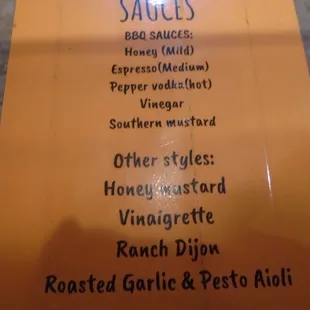 SAUCES
BBQ SAUCES:
Honey (Mild)
Espresso(Medium)
Pepper vodka(hot)
Vinegar
Southern mustard
Other styles:
Honey mustard
Vinaigrette
Ranch Dijon
Roasted Garlic & Pesto Aioli